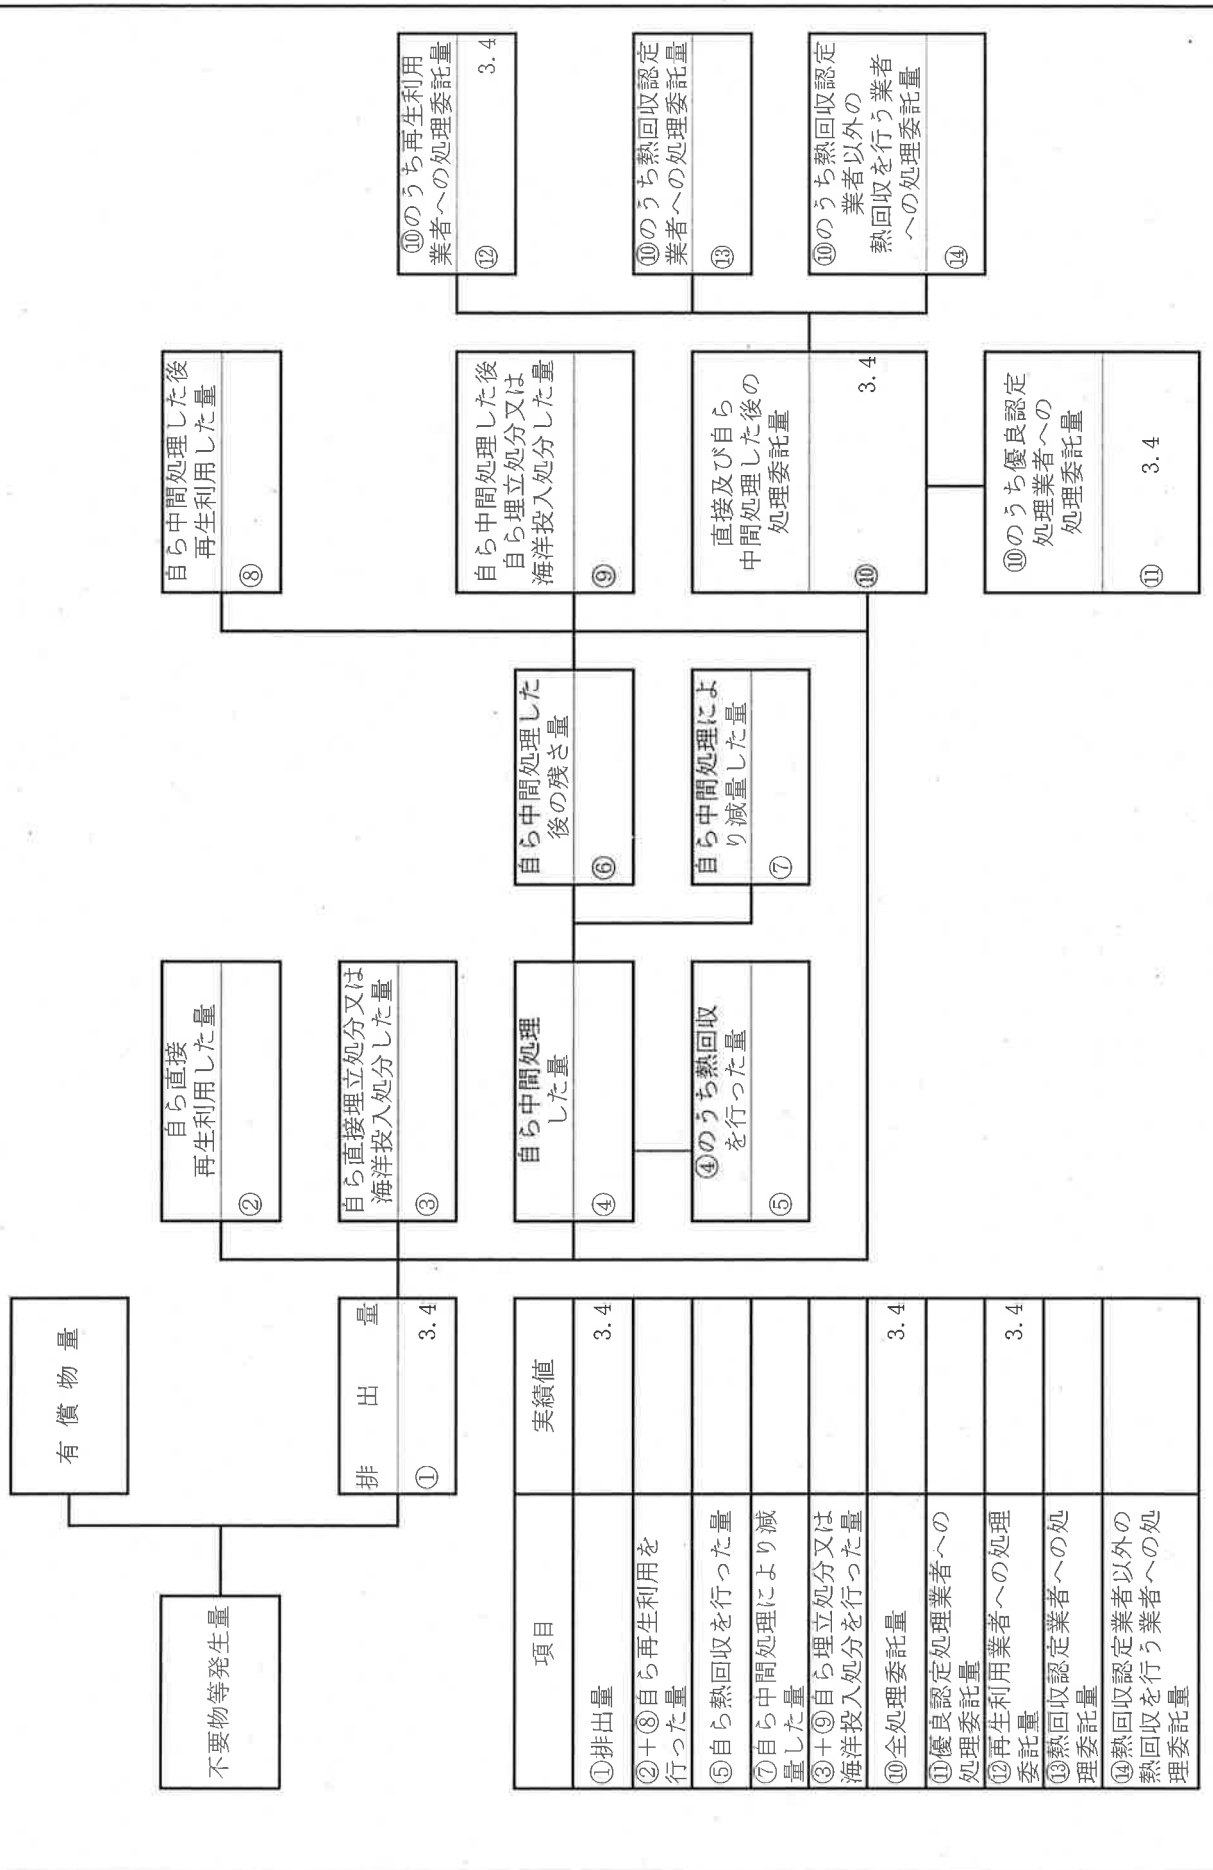 有償物量
不要物等発生量
排出量
① 3.4
自ら直接
再生利用した量
②
自ら直接埋立処分又は
海洋投入処分した量
③
自ら中間処理
した量
④
④のうち熱回収
を行った量
⑤
自ら中間処理した
後の残さ量
⑥
自ら中間処理によ
り減量した量
⑦
自ら中間処理した後
再生利用した量
⑧
自ら中間処理した後
自ら埋立処分又は
海洋投入処分した量
⑨
直接及び自ら
中間処理した後の
処理委託量
⑩ 3.4
⑩のうち優良認定
処理業者への
処理委託量
⑪ 3.4
⑩のうち再生利用
業者への処理委託量
⑫ 3.4
⑩のうち熱回収認定
業者への処理委託量
⑬
⑩のうち熱回収認定
業者以外の
熱回収を行う業者
への処理委託量
⑭
項目 実績値
①排出量 3.4
②+⑧自ら再生利用を
行った量
⑤自ら熱回収を行った量
⑦自ら中間処理により減
量した量
③+⑨自ら埋立処分又は
海洋投入処分を行った量
⑩全処理委託量 3.4
⑪優良認定処理業者への
処理委託量
⑫再生利用業者への処理
委託量 3.4
⑬熱回収認定業者への処
理委託量
⑭熱回収認定業者以外の
熱回収を行う業者への処
理委託量